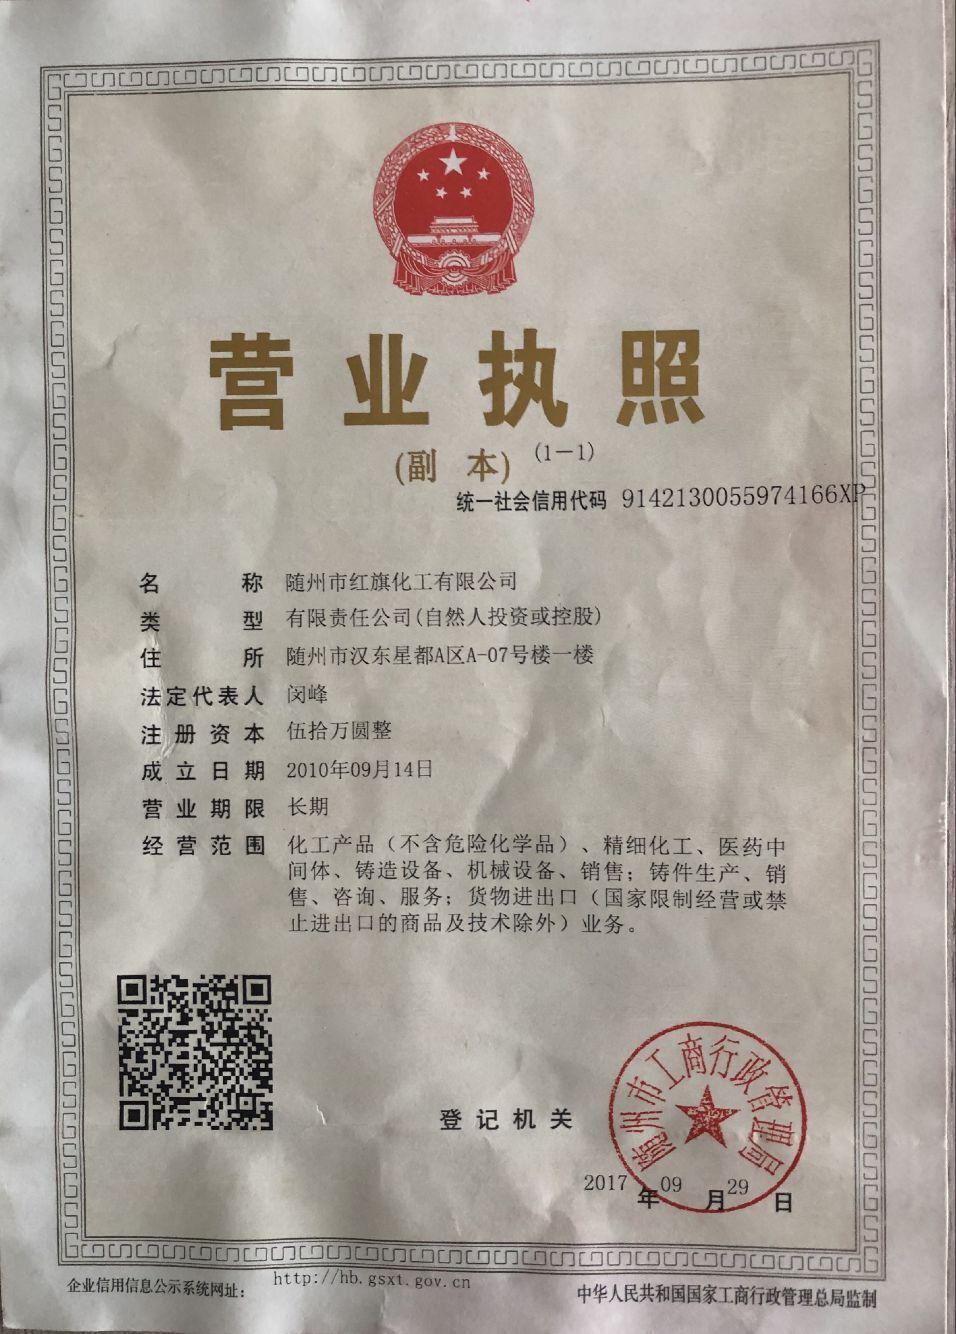 营业执照
(副 本) (1-1)
统一社会信用代码 9142130055974166XP
名 称 随州市红旗化工有限公司
类 型 有限责任公司(自然人投资或控股)
住 所 随州市汉东星都A区A-07号楼一楼
法定代表人 闵峰
注 册 资 本 伍拾万圆整
成 立 日 期 2010年09月14日
营 业 期 限 长期
经 营 范 围 化工产品（不含危险化学品）、精细化工、医药中
间体、铸造设备、机械设备、销售；铸件生产、销
售、咨询、服务；货物进出口（国家限制经营或禁
止进出口的商品及技术除外）业务。
登 记 机 关
随州市工商行政管理局
2017 年 09 月 29 日
企业信用信息公示系统网址： http://hb.gsxt.gov.cn
中华人民共和国国家工商行政管理总局监制